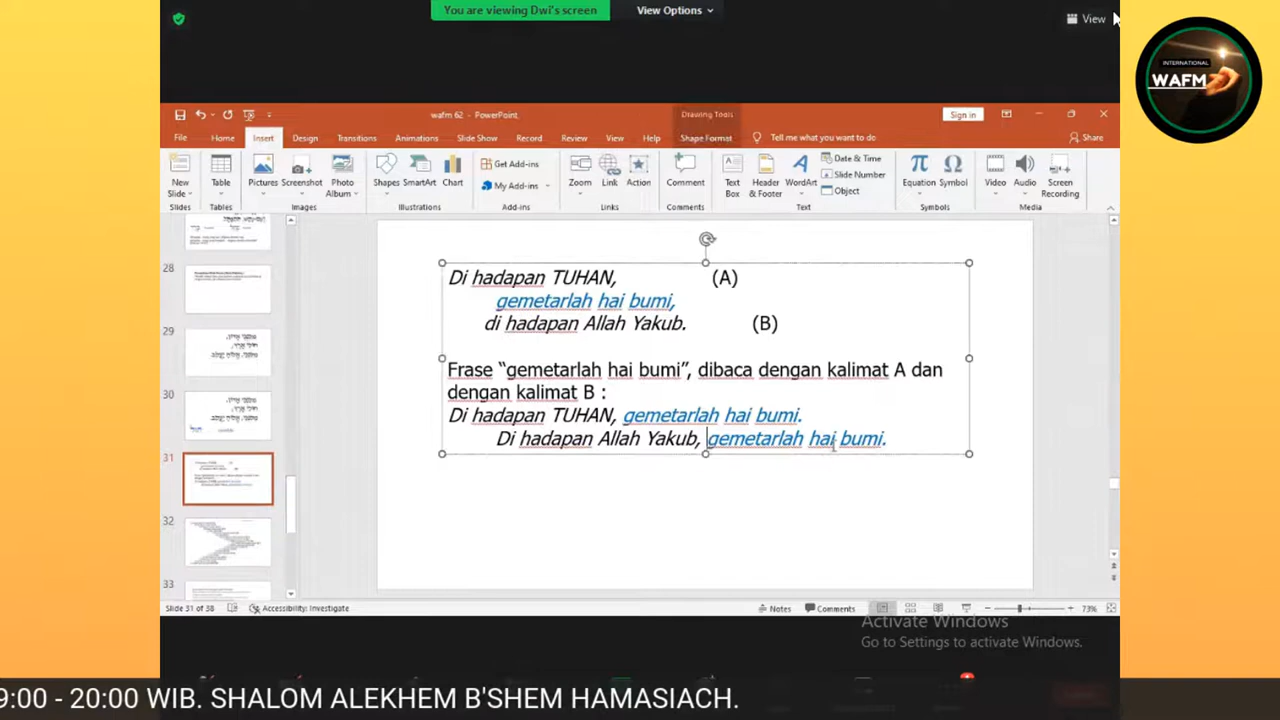 You are viewing Dwi's screen
View Options
View
INTERNATIONAL
WAFM
wafm 62 - PowerPoint
Drawing Tools
Sign in
File
Home
Insert
Design
Transitions
Animations
Slide Show
Record
Review
View
Help
Shape Format
Tell me what you want to do
Share
New Slide
Table
Pictures
Screenshot
Photo Album
Shapes
SmartArt
Chart
Get Add-ins
My Add-ins
Zoom
Link
Action
Comment
Text Box
Header & Footer
WordArt
Date & Time
Slide Number
Object
Equation
Symbol
Video
Audio
Screen Recording
Slides
Tables
Images
Illustrations
Add-ins
Links
Comments
Text
Symbols
Media
28
29
30
31
32
33
Di hadapan TUHAN, (A)
gemetarlah hai bumi,
di hadapan Allah Yakub. (B)
Frase “gemetarlah hai bumi”, dibaca dengan kalimat A dan
dengan kalimat B :
Di hadapan TUHAN, gemetarlah hai bumi.
Di hadapan Allah Yakub, gemetarlah hai bumi.
Slide 31 of 38
Accessibility: Investigate
Notes
Comments
73%
Activate Windows
Go to Settings to activate Windows.
9:00 - 20:00 WIB. SHALOM ALEKHEM B'SHEM HAMASIACH.